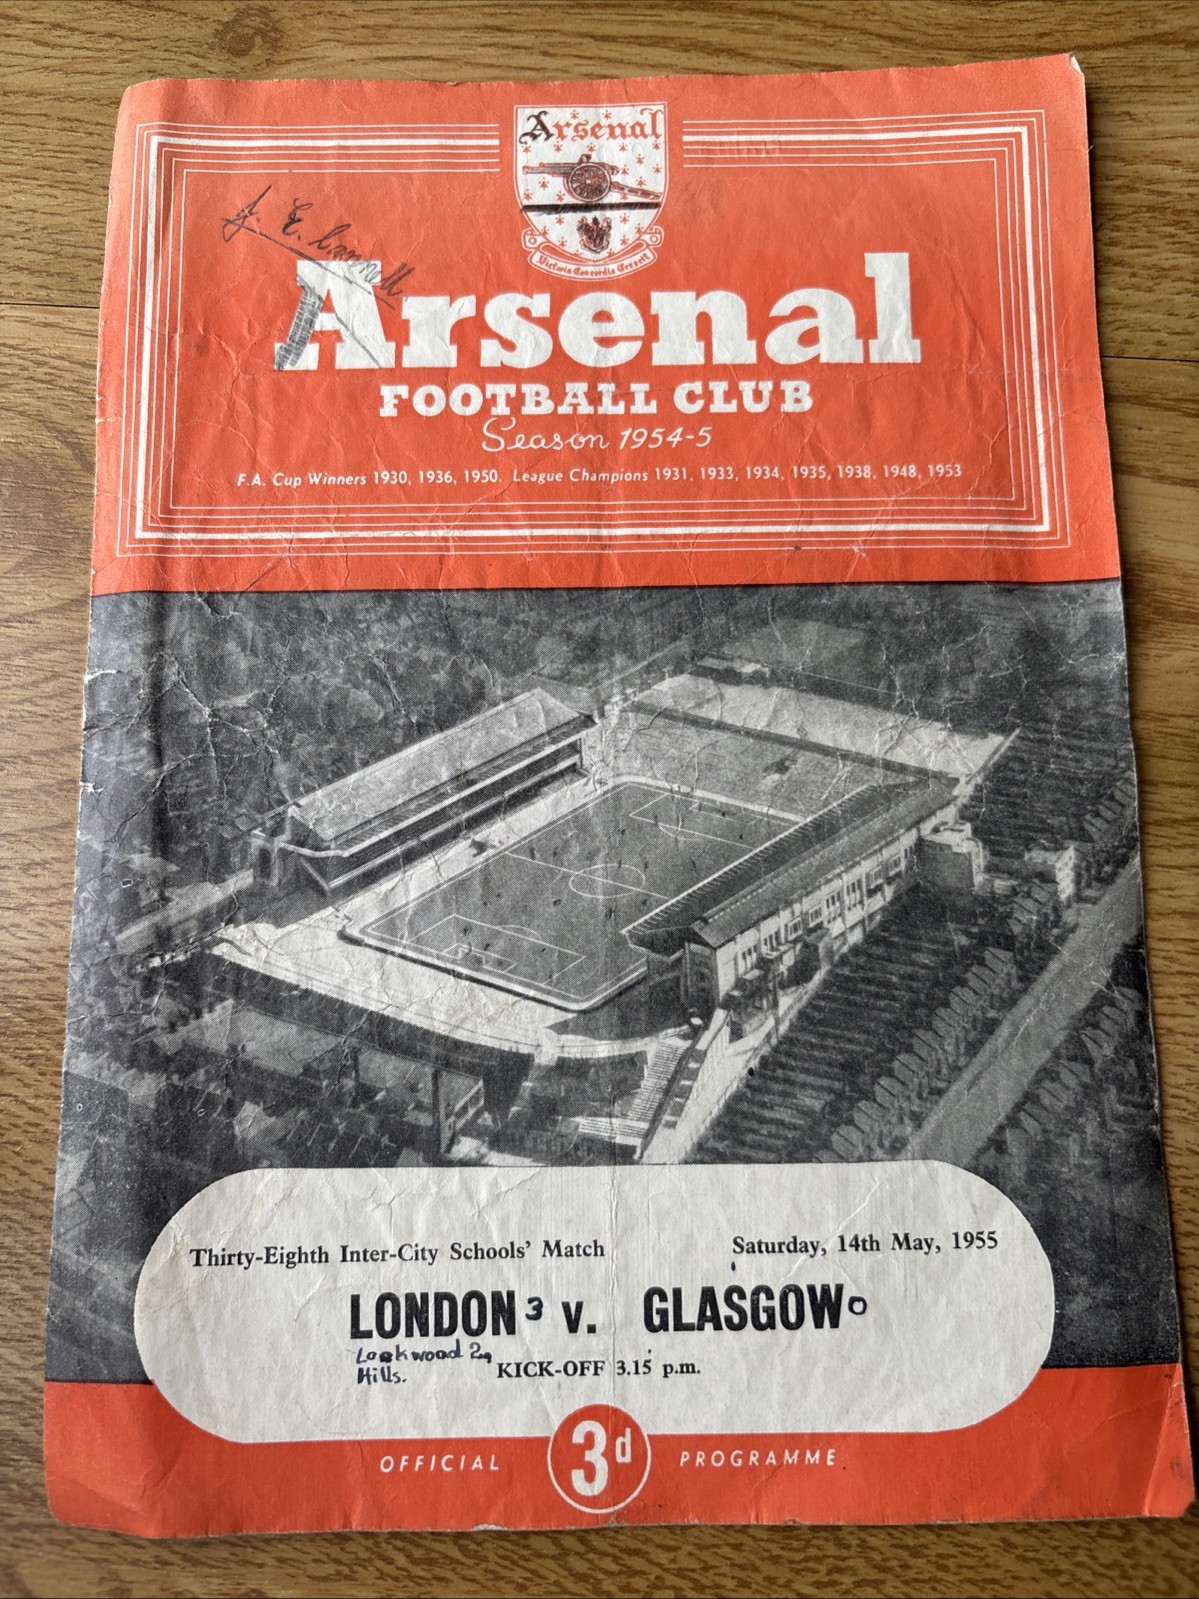 Arsenal
Victoria Concordia Crescit
J. E. Connell
Arsenal
FOOTBALL CLUB
Season 1954-5
F.A. Cup Winners 1930, 1936, 1950. League Champions 1931, 1933, 1934, 1935, 1938, 1948, 1953
Thirty-Eighth Inter-City Schools' Match Saturday, 14th May, 1955
LONDON 3 v. GLASGOW 0
Lockwood 2,
Hills.
KICK-OFF 3.15 p.m.
OFFICIAL 3d PROGRAMME